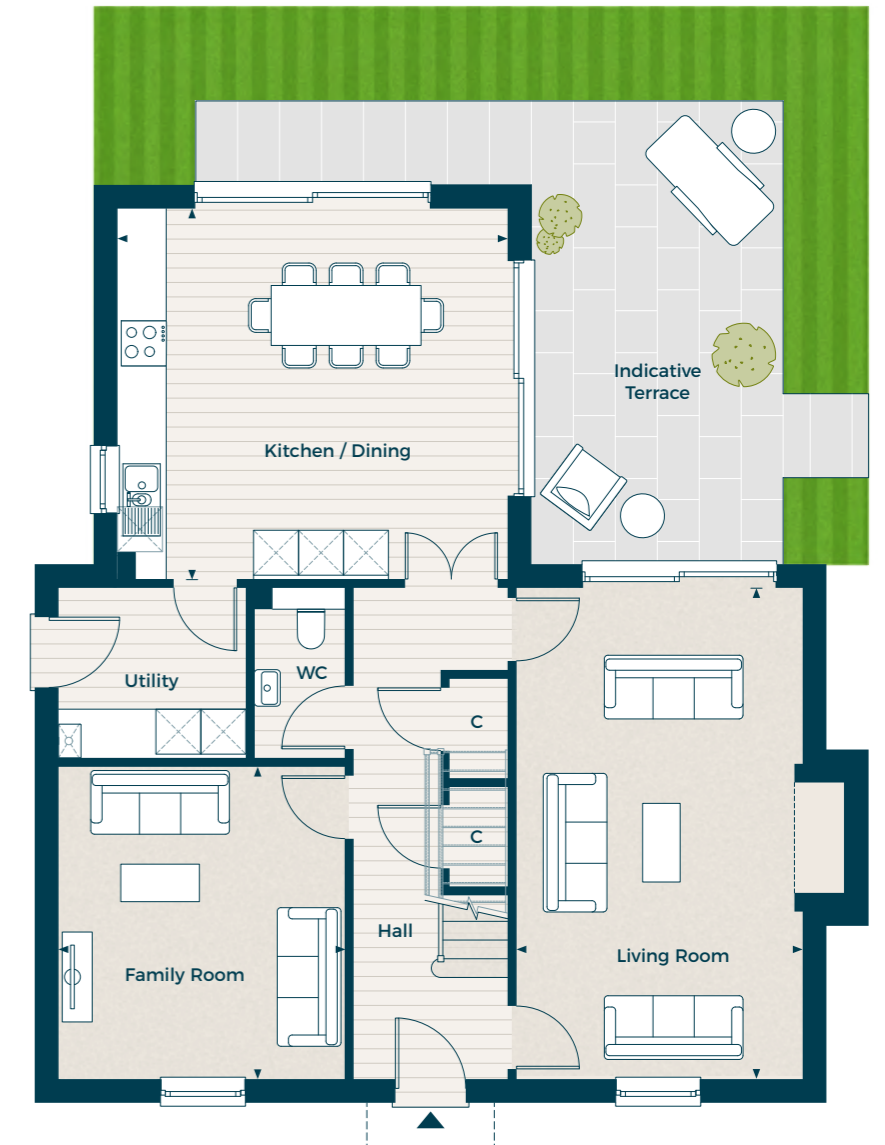 Indicative
Terrace
Kitchen / Dining
Utility
WC
C
C
Hall
Family Room
Living Room